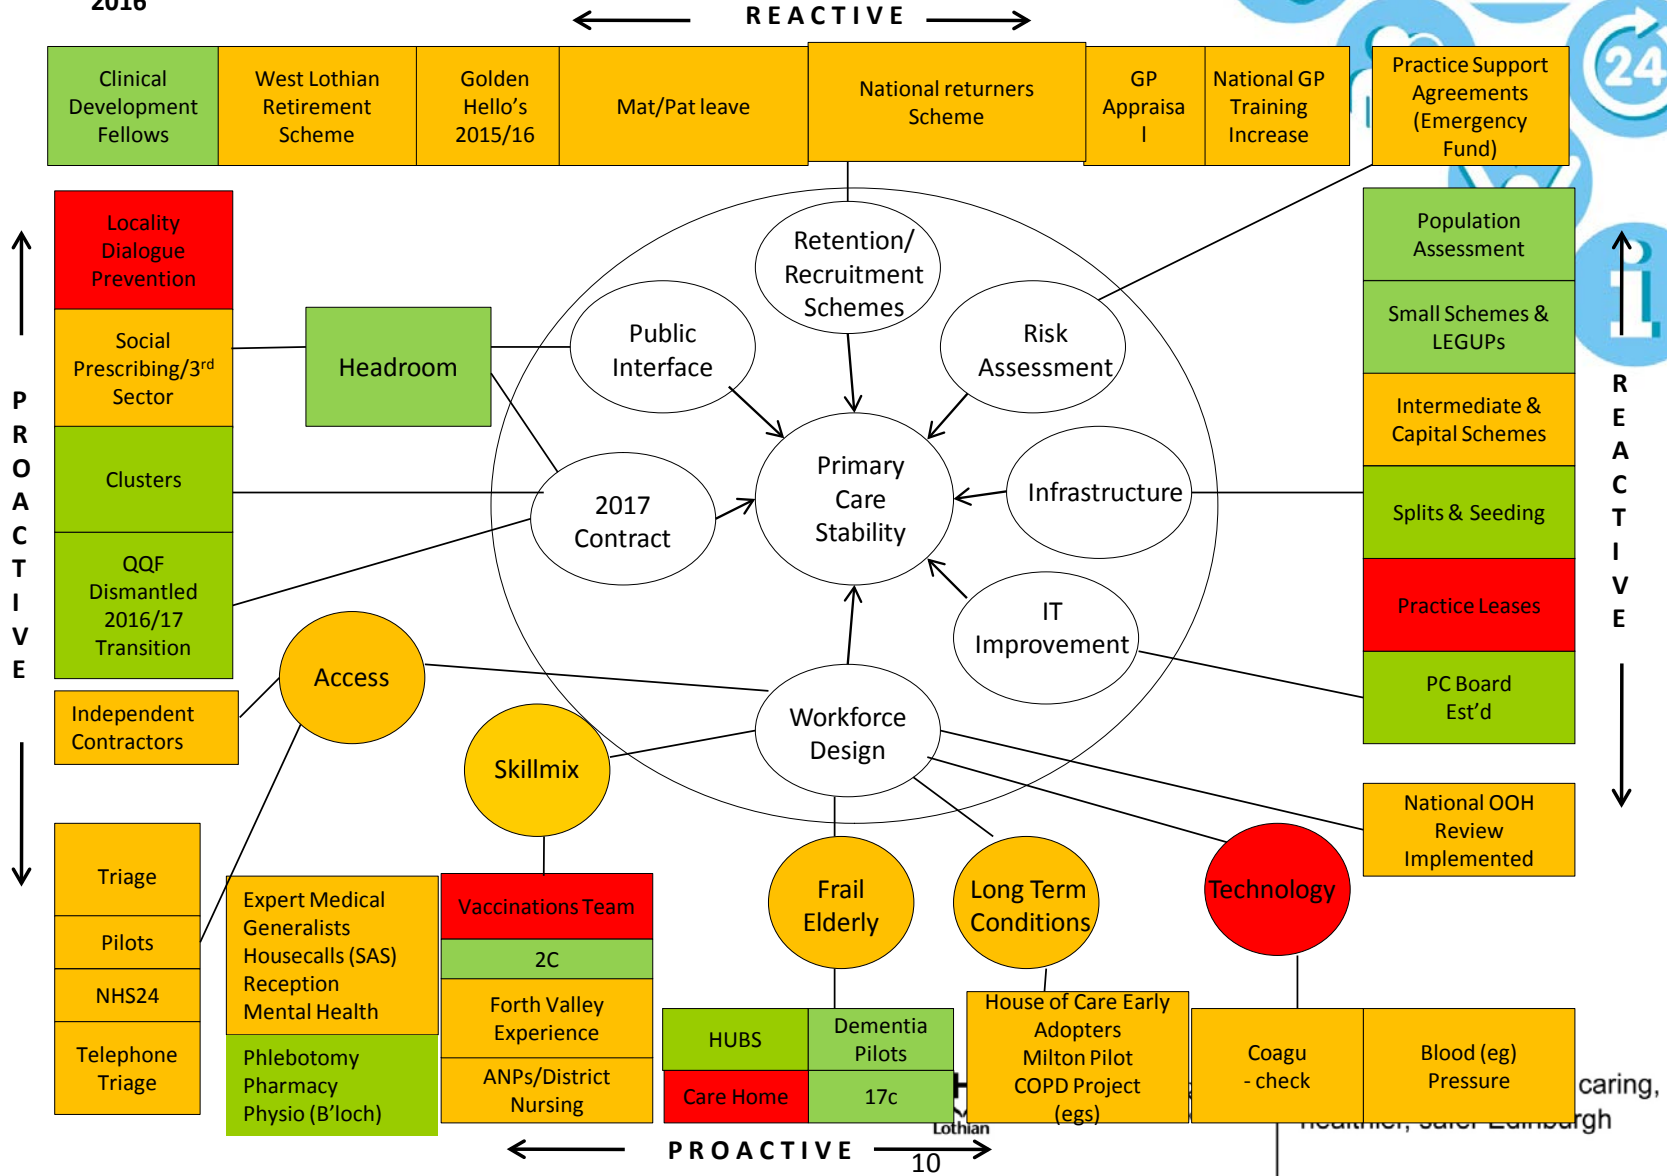 2016
REACTIVE
24
Clinical
Development
Fellows
West Lothian
Retirement
Scheme
Golden
Hello’s
2015/16
Mat/Pat leave
National returners
Scheme
GP
Appraisa
l
National GP
Training
Increase
Practice Support
Agreements
(Emergency
Fund)
Locality
Dialogue
Prevention
Social
Prescribing/3rd
Sector
Clusters
QQF
Dismantled
2016/17
Transition
Independent
Contractors
PROACTIVE
Headroom
Public
Interface
Retention/
Recruitment
Schemes
Risk
Assessment
2017
Contract
Primary
Care
Stability
Infrastructure
IT
Improvement
Workforce
Design
Population
Assessment
Small Schemes &
LEGUPs
Intermediate &
Capital Schemes
Splits & Seeding
Practice Leases
PC Board
Est’d
National OOH
Review
Implemented
i
REACTIVE
Access
Skillmix
Frail
Elderly
Long Term
Conditions
Technology
Triage
Pilots
NHS24
Telephone
Triage
Expert Medical
Generalists
Housecalls (SAS)
Reception
Mental Health
Phlebotomy
Pharmacy
Physio (B’loch)
Vaccinations Team
2C
Forth Valley
Experience
ANPs/District
Nursing
HUBS
Dementia
Pilots
Care Home
17c
House of Care Early
Adopters
Milton Pilot
COPD Project
(egs)
Coagu
- check
Blood (eg)
Pressure
caring,
healthier, safer Edinburgh
Lothian
PROACTIVE
10